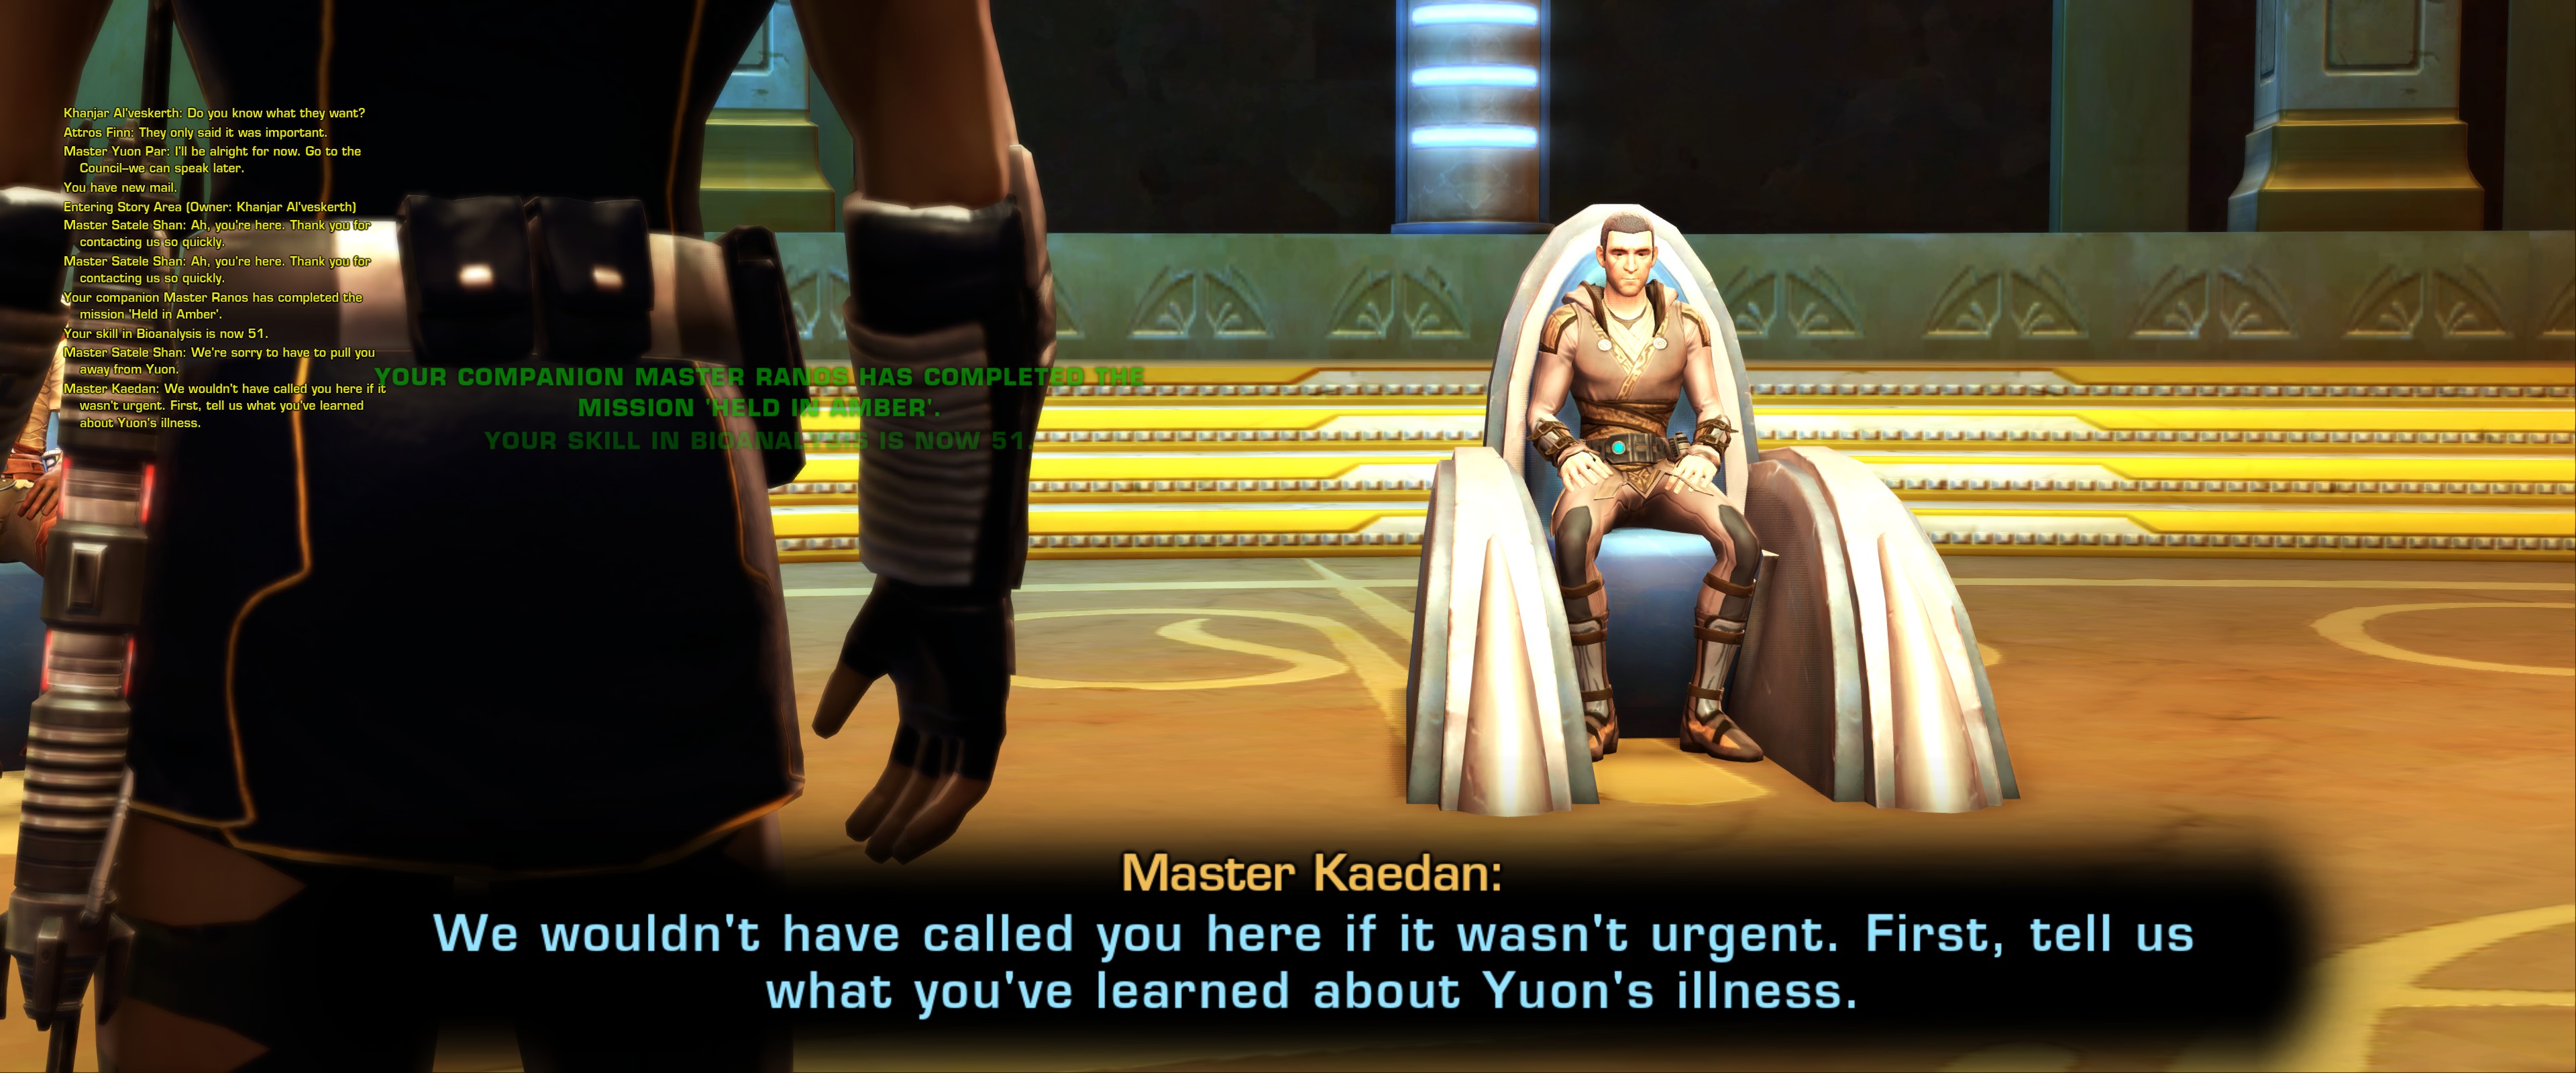 Khanjar Al'veskerth: Do you know what they want?
Attros Finn: They only said it was important.
Master Yuon Par: I'll be alright for now. Go to the
Council—we can speak later.
You have new mail.
Entering Story Area (Owner: Khanjar Al'veskerth)
Master Satele Shan: Ah, you're here. Thank you for
contacting us so quickly.
Master Satele Shan: Ah, you're here. Thank you for
contacting us so quickly.
Your companion Master Ranos has completed the
mission 'Held in Amber'.
Your skill in Bioanalysis is now 51.
Master Satele Shan: We're sorry to have to pull you
away from Yuon.
Master Kaedan: We wouldn't have called you here if it
wasn't urgent. First, tell us what you've learned
about Yuon's illness.
YOUR COMPANION MASTER RANOS HAS COMPLETED THE
MISSION 'HELD IN AMBER'.
YOUR SKILL IN BIOANALYSIS IS NOW 51.
Master Kaedan:
We wouldn't have called you here if it wasn't urgent. First, tell us
what you've learned about Yuon's illness.